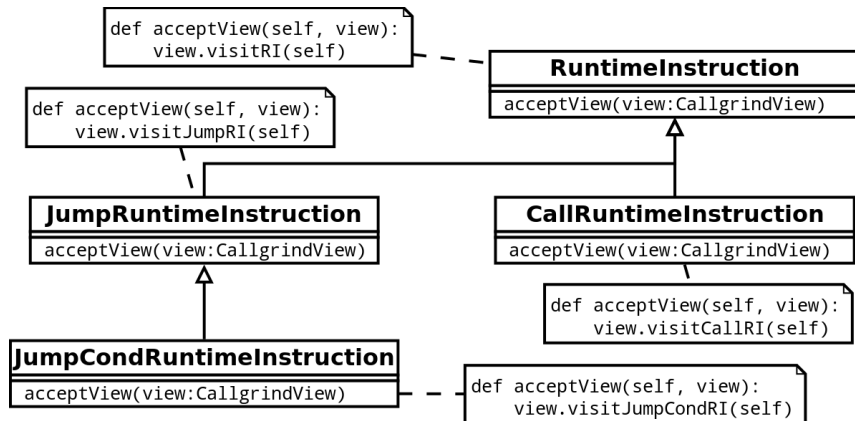 def acceptView(self, view):
    view.visitRI(self)
RuntimeInstruction
acceptView(view:CallgrindView)
def acceptView(self, view):
    view.visitJumpRI(self)
JumpRuntimeInstruction
acceptView(view:CallgrindView)
CallRuntimeInstruction
acceptView(view:CallgrindView)
def acceptView(self, view):
    view.visitCallRI(self)
JumpCondRuntimeInstruction
acceptView(view:CallgrindView)
def acceptView(self, view):
    view.visitJumpCondRI(self)